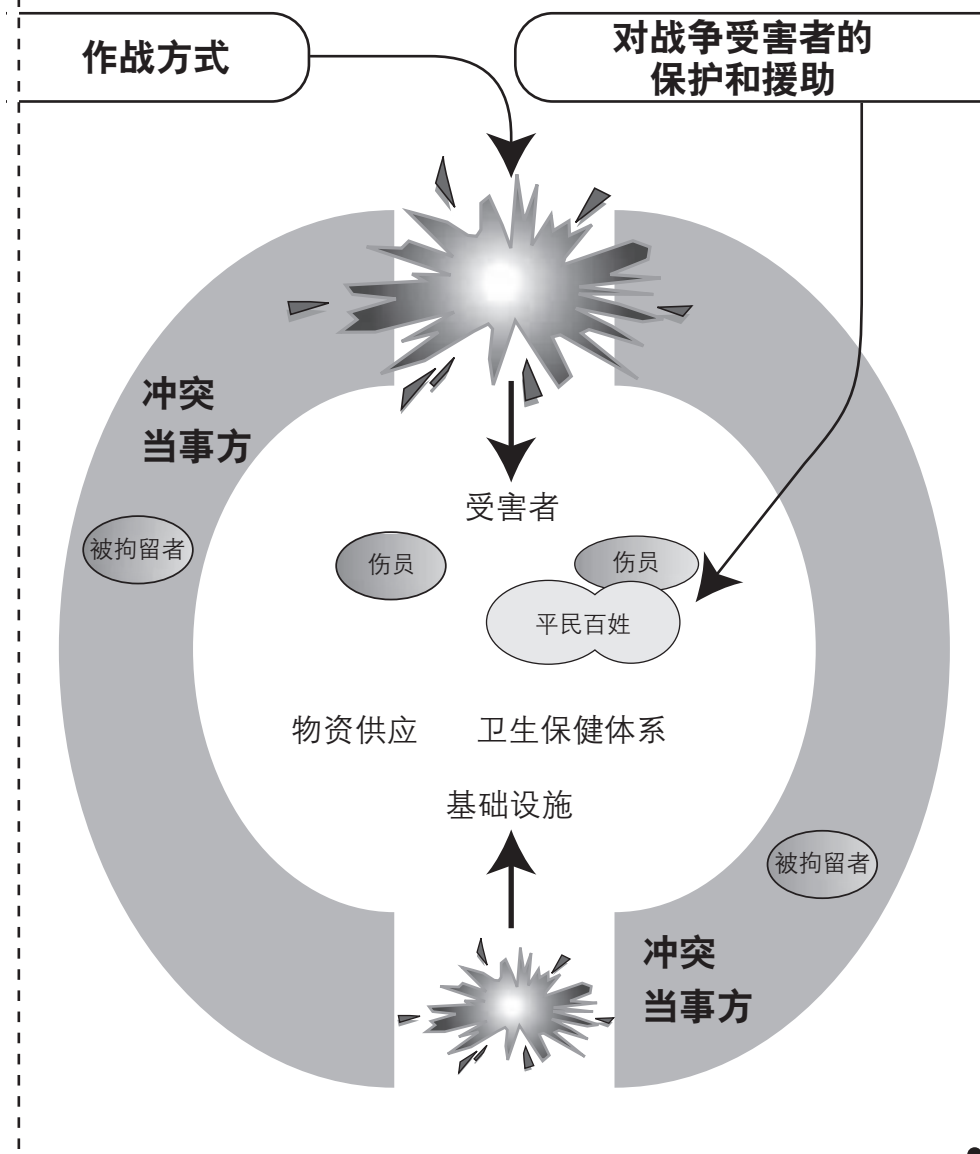 作战方式
对战争受害者的
保护和援助
冲突
当事方
受害者
被拘留者
伤员
伤员
平民百姓
物资供应
卫生保健体系
基础设施
被拘留者
冲突
当事方